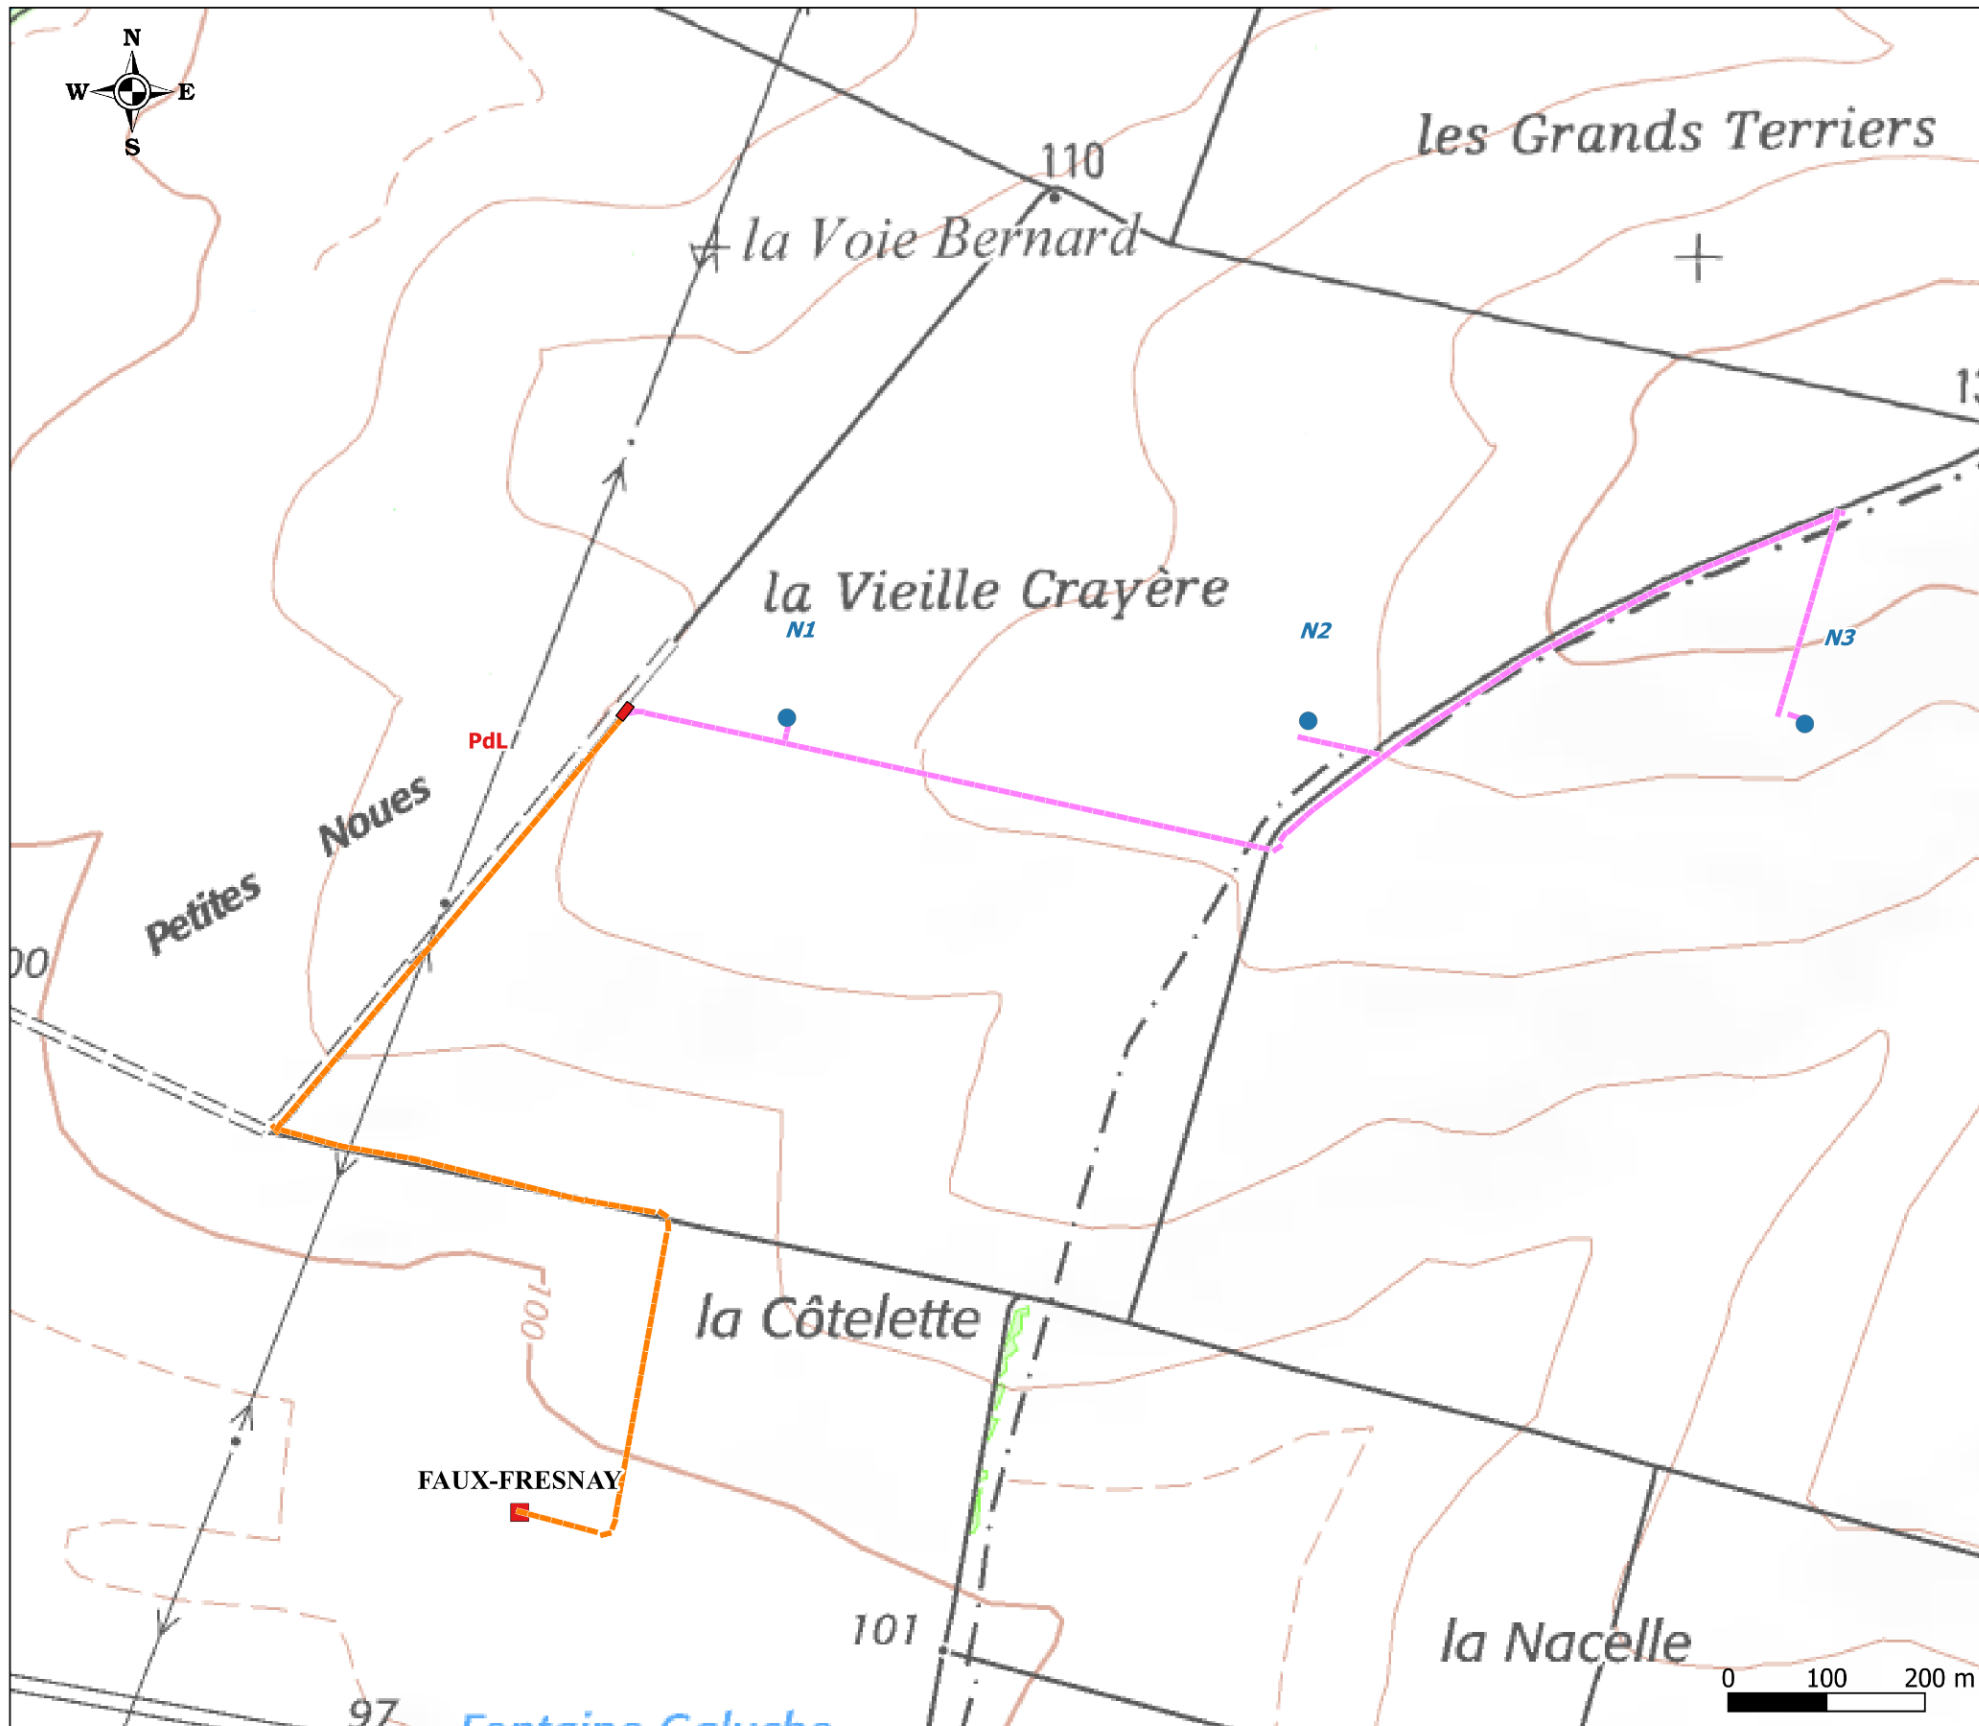 N
W E
S
110
les Grands Terriers
la Voie Bernard
la Vieille Crayère
N1
N2
N3
PdL
Noues
Petites
la Côtelette
100
FAUX-FRESNAY
101
la Nacelle
0 100 200 m
97